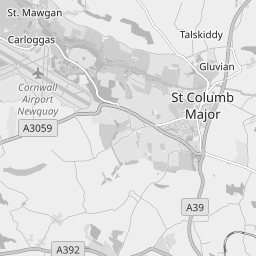 St. Mawgan
Talskiddy
Carloggas
Gluvian
Cornwall
Airport
Newquay
St Columb
Major
A3059
A39
A392